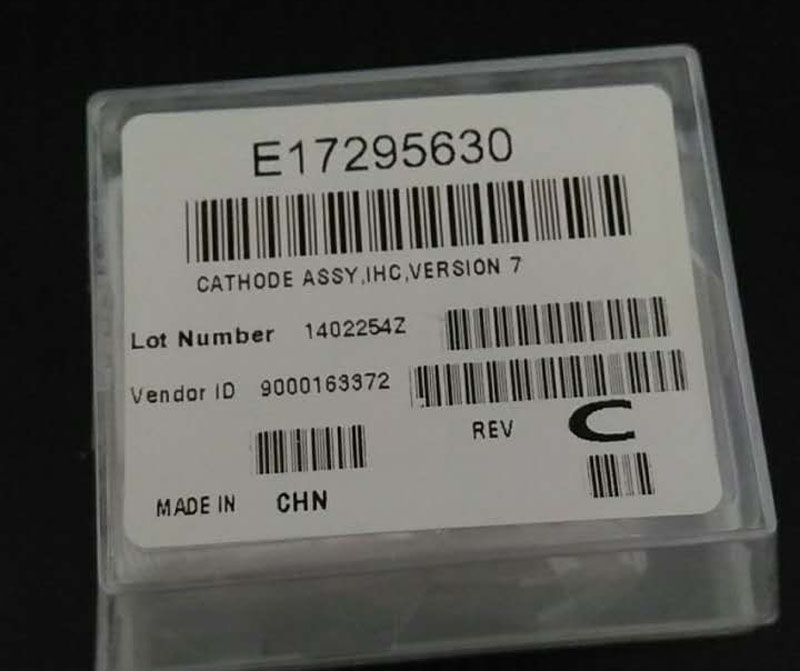 E17295630
CATHODE ASSY,IHC,VERSION 7
Lot Number 1402254Z
Vendor ID 9000163372
REV C
MADE IN CHN